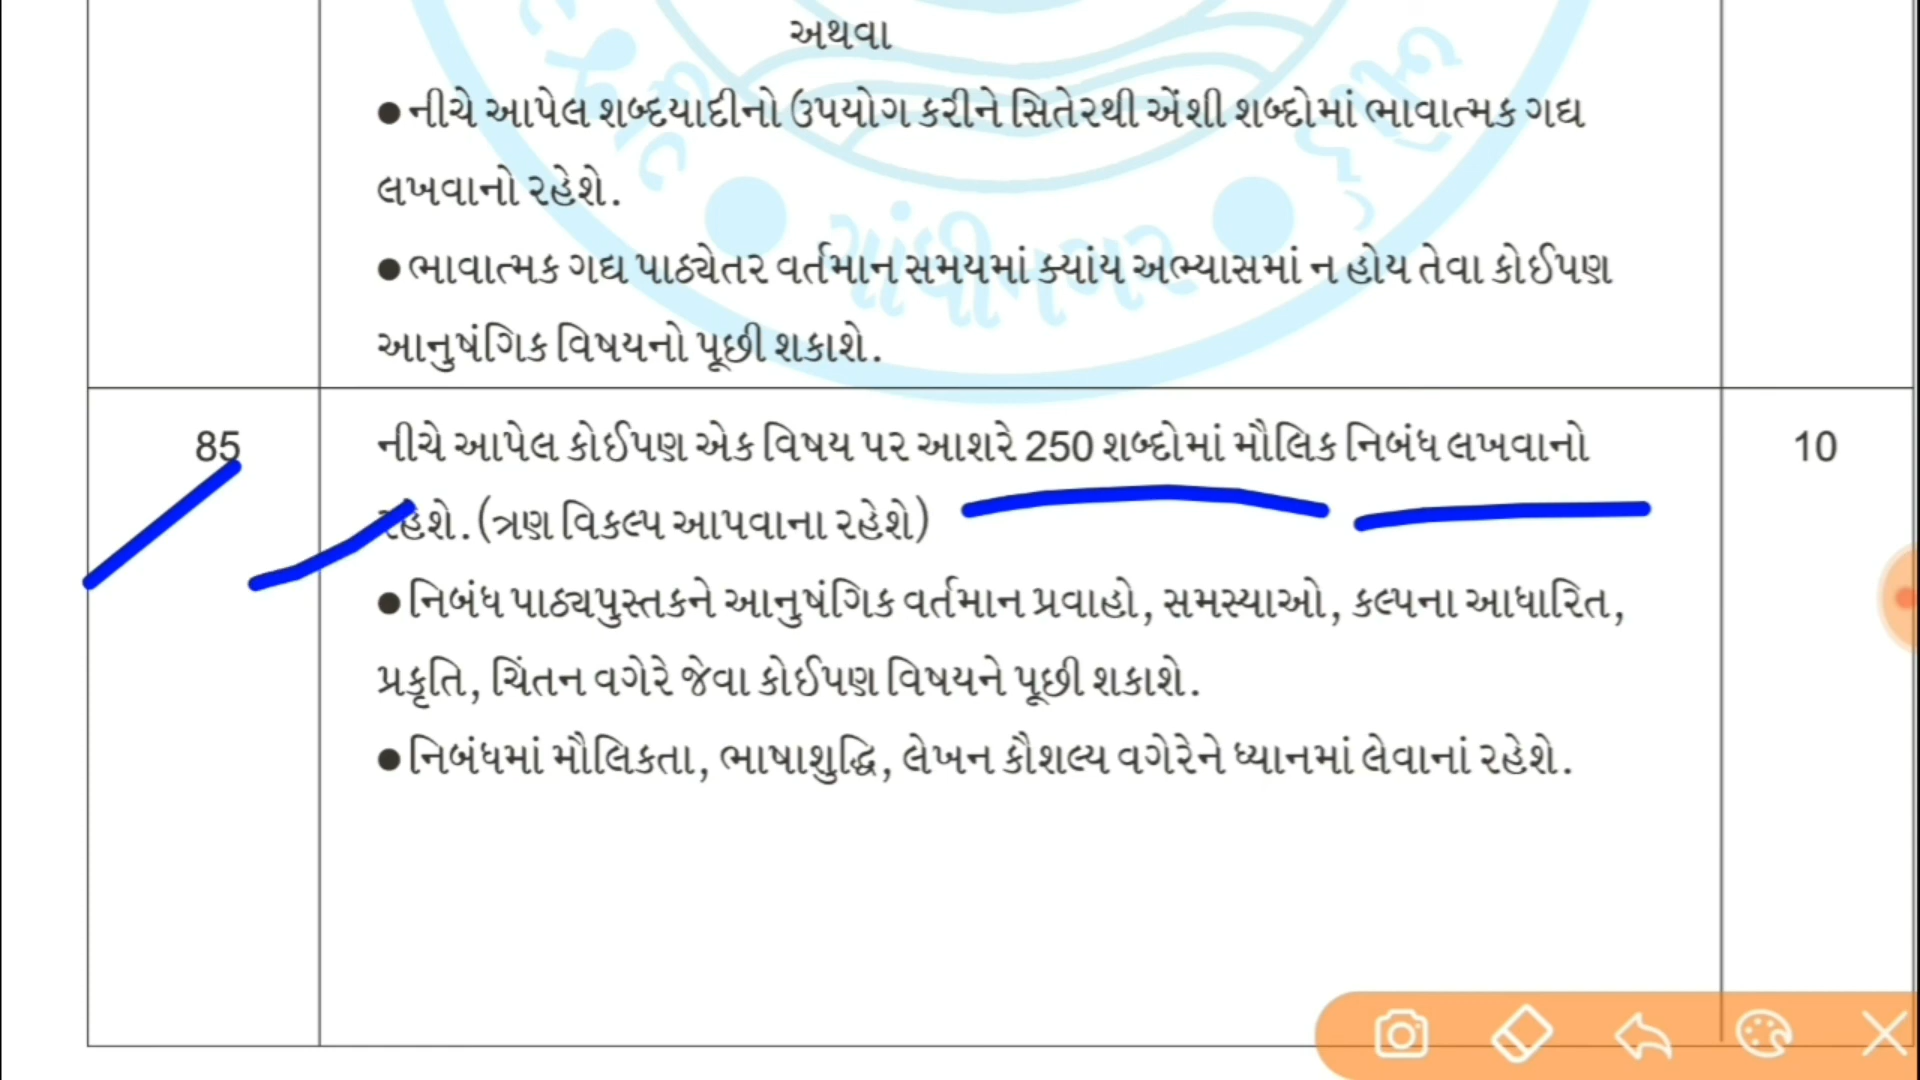 અથવા
● નીચે આપેલ શબ્દયાદીનો ઉપયોગ કરીને સિતેરથી એંશી શબ્દોમાં ભાવાત્મક ગદ્ય
લખવાનો રહેશે.
● ભાવાત્મક ગદ્ય પાઠ્યેતર વર્તમાન સમયમાં ક્યાંય અભ્યાસમાં ન હોય તેવા કોઈપણ
આનુષંગિક વિષયનો પૂછી શકાશે.
85 નીચે આપેલ કોઈપણ એક વિષય પર આશરે 250 શબ્દોમાં મૌલિક નિબંધ લખવાનો 10
રહેશે. (ત્રણ વિકલ્પ આપવાના રહેશે)
● નિબંધ પાઠ્યપુસ્તકને આનુષંગિક વર્તમાન પ્રવાહો, સમસ્યાઓ, કલ્પના આધારિત,
પ્રકૃતિ, ચિંતન વગેરે જેવા કોઈપણ વિષયને પૂછી શકાશે.
● નિબંધમાં મૌલિકતા, ભાષાશુદ્ધિ, લેખન કૌશલ્ય વગેરેને ધ્યાનમાં લેવાનાં રહેશે.
ગાંધીનગર